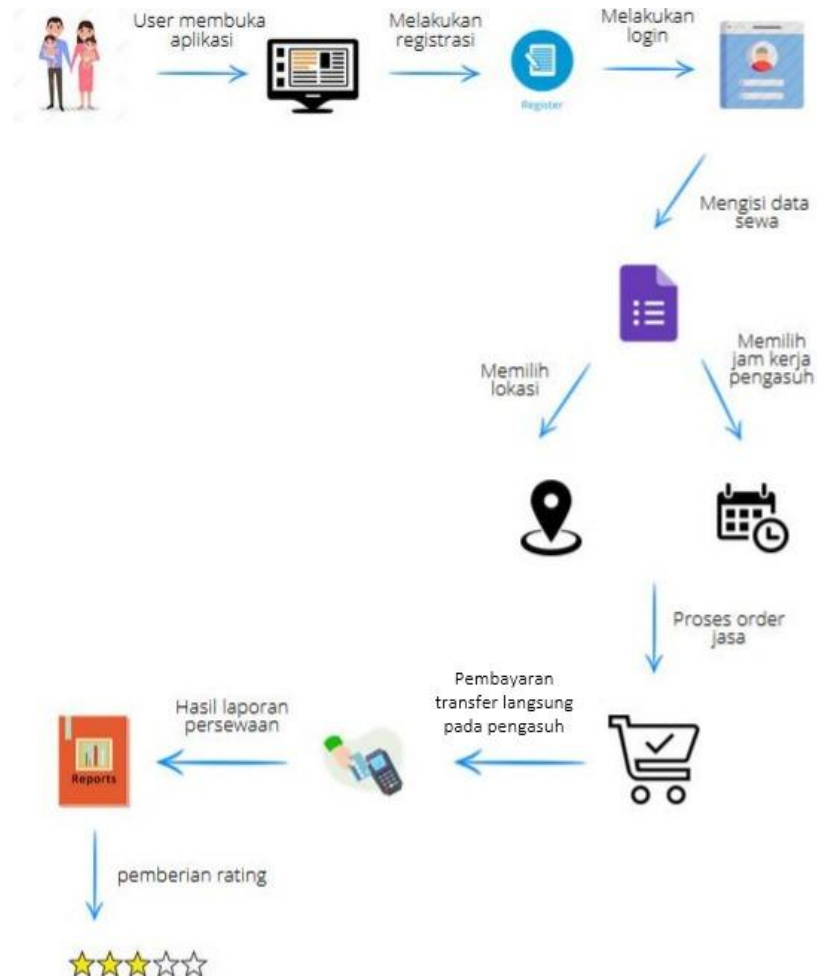 User membuka
aplikasi
Melakukan
registrasi
Melakukan
login
Register
Mengisi data
sewa
Memilih
lokasi
Memilih
jam kerja
pengasuh
Proses order
jasa
Pembayaran
transfer langsung
pada pengasuh
Hasil laporan
persewaan
Reports
pemberian rating